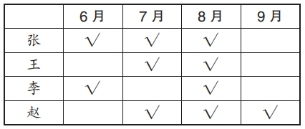 6月 7月 8月 9月
张 √ √ √
王 √ √
李 √ √
赵 √ √ √